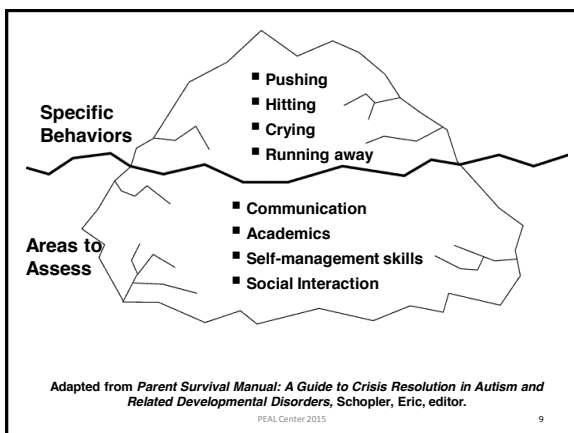 Specific
Behaviors
▪ Pushing
▪ Hitting
▪ Crying
▪ Running away
Areas to
Assess
▪ Communication
▪ Academics
▪ Self-management skills
▪ Social Interaction
Adapted from Parent Survival Manual: A Guide to Crisis Resolution in Autism and
Related Developmental Disorders, Schopler, Eric, editor.
PEAL Center 2015
9